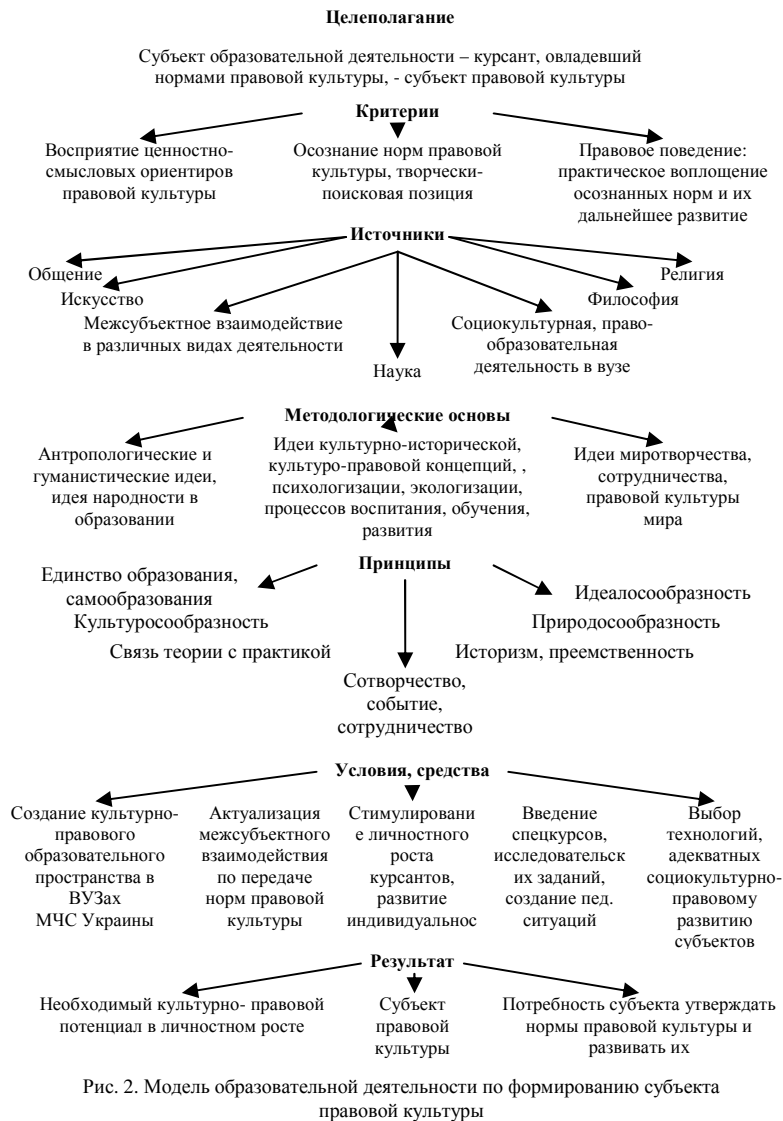 Целеполагание
Субъект образовательной деятельности – курсант, овладевший
нормами правовой культуры, - субъект правовой культуры
Критерии
Восприятие ценностно-
смысловых ориентиров
правовой культуры
Осознание норм правовой
культуры, творчески-
поисковая позиция
Правовое поведение:
практическое воплощение
осознанных норм и их
дальнейшее развитие
Источники
Общение
Религия
Искусство
Философия
Межсубъектное взаимодействие
в различных видах деятельности
Социокультурная, право-
образовательная
деятельность в вузе
Наука
Методологические основы
Антропологические и
гуманистические идеи,
идея народности в
образовании
Идеи культурно-исторической,
культуро-правовой концепций, ,
психологизации, экологизации,
процессов воспитания, обучения,
развития
Идеи миротворчества,
сотрудничества,
правовой культуры
мира
Принципы
Единство образования,
самообразования
Идеалосообразность
Культуросообразность
Природосообразность
Связь теории с практикой
Историзм, преемственность
Сотворчество,
событие,
сотрудничество
Условия, средства
Создание культурно-
правового
образовательного
пространства в
ВУЗах
МЧС Украины
Актуализация
межсубъектного
взаимодействия
по передаче
норм правовой
культуры
Стимулировани
е личностного
роста
курсантов,
развитие
индивидуальнос
Введение
спецкурсов,
исследовательск
их заданий,
создание пед.
ситуаций
Выбор
технологий,
адекватных
социокультурно-
правовому
развитию
субъектов
Результат
Необходимый культурно- правовой
потенциал в личностном росте
Субъект
правовой
культуры
Потребность субъекта утверждать
нормы правовой культуры и
развивать их
Рис. 2. Модель образовательной деятельности по формированию субъекта
правовой культуры